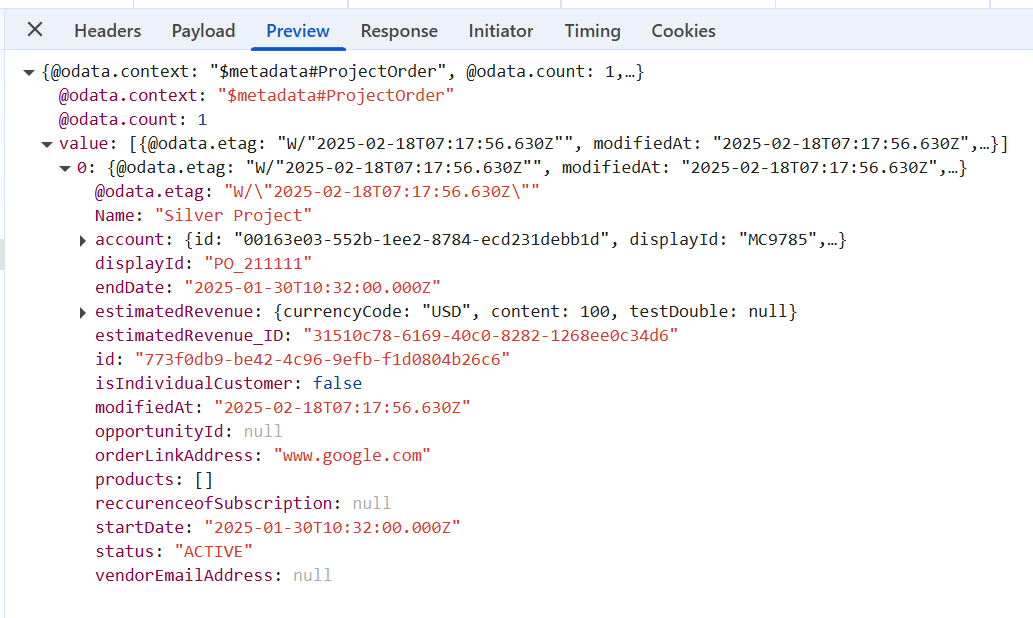 Headers Payload Preview Response Initiator Timing Cookies
{@odata.context: "$metadata#ProjectOrder", @odata.count: 1,…}
@odata.context: "$metadata#ProjectOrder"
@odata.count: 1
value: [{@odata.etag: "W/"2025-02-18T07:17:56.630Z"", modifiedAt: "2025-02-18T07:17:56.630Z",…}]
0: {@odata.etag: "W/"2025-02-18T07:17:56.630Z"", modifiedAt: "2025-02-18T07:17:56.630Z",…}
@odata.etag: "W/\"2025-02-18T07:17:56.630Z\""
Name: "Silver Project"
account: {id: "00163e03-552b-1ee2-8784-ecd231debb1d", displayId: "MC9785",…}
displayId: "PO_211111"
endDate: "2025-01-30T10:32:00.000Z"
estimatedRevenue: {currencyCode: "USD", content: 100, testDouble: null}
estimatedRevenue_ID: "31510c78-6169-40c0-8282-1268ee0c34d6"
id: "773f0db9-be42-4c96-9efb-f1d0804b26c6"
isIndividualCustomer: false
modifiedAt: "2025-02-18T07:17:56.630Z"
opportunityId: null
orderLinkAddress: "www.google.com"
products: []
reccurenceofSubscription: null
startDate: "2025-01-30T10:32:00.000Z"
status: "ACTIVE"
vendorEmailAddress: null